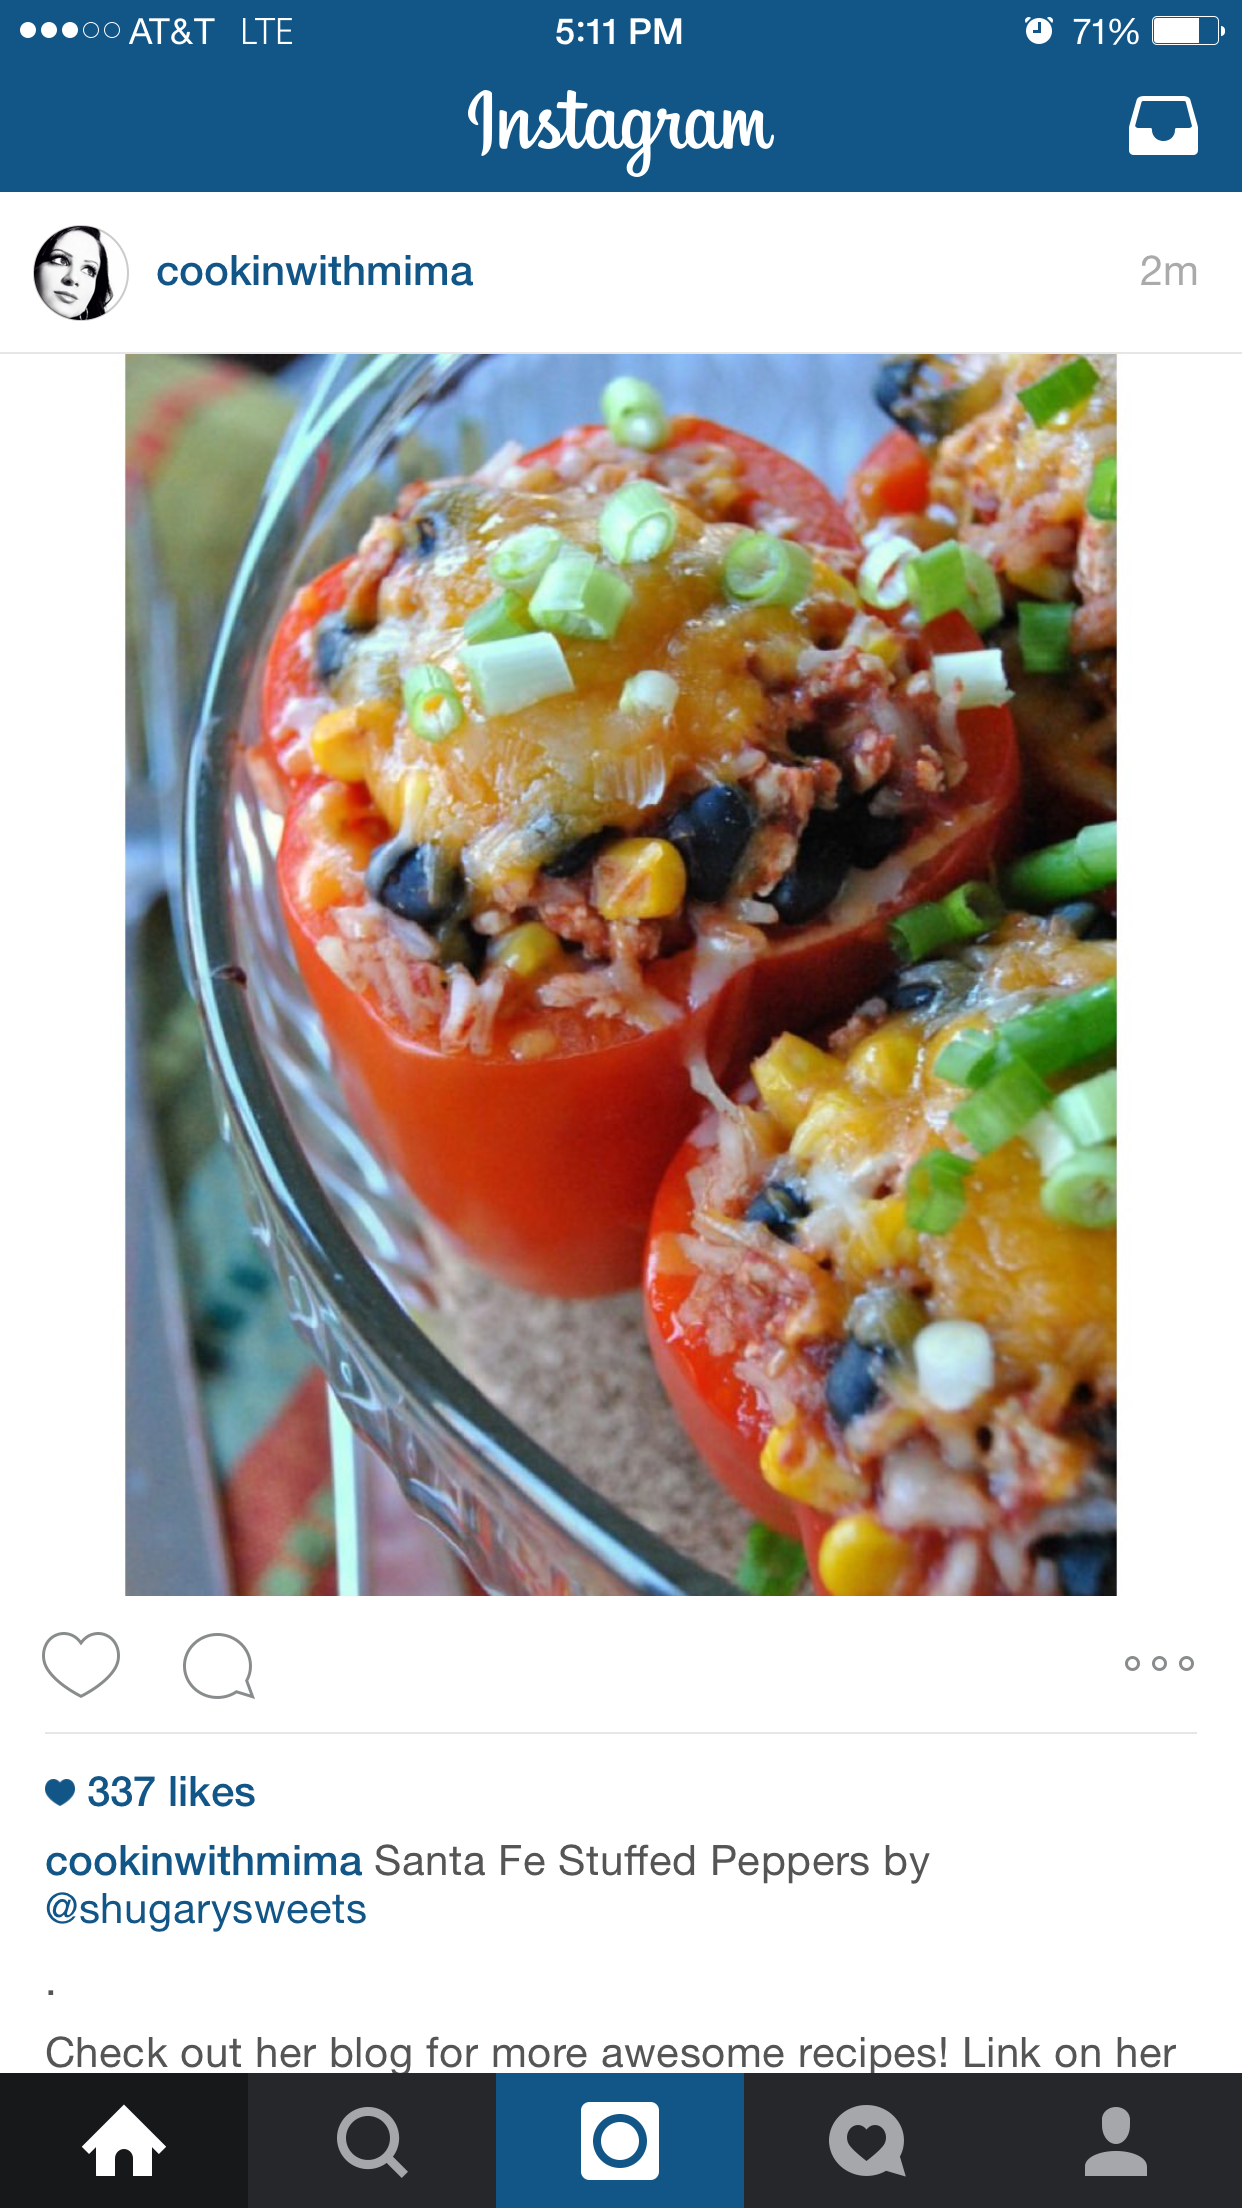 AT&T LTE 5:11 PM 71%
Instagram
cookinwithmima 2m
337 likes
cookinwithmima Santa Fe Stuffed Peppers by
@shugarysweets
.
Check out her blog for more awesome recipes! Link on her